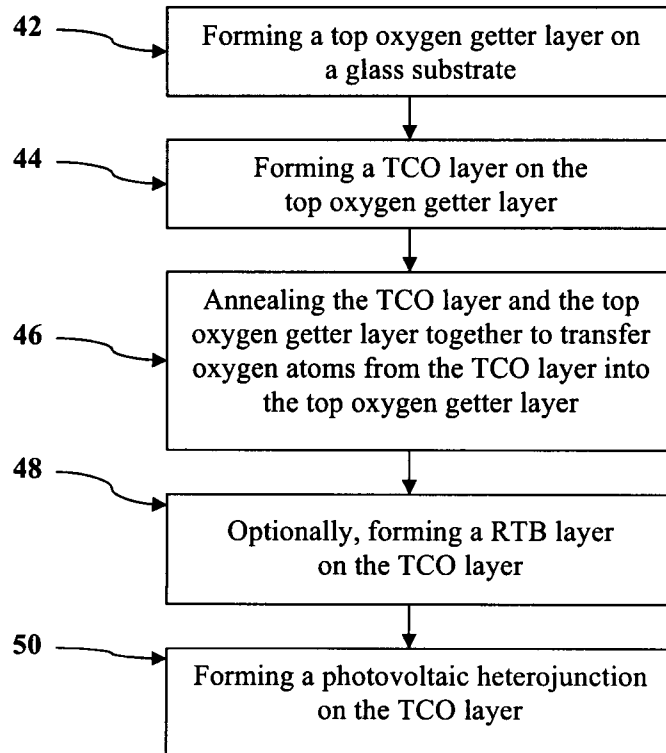 42
Forming a top oxygen getter layer on
a glass substrate
44
Forming a TCO layer on the
top oxygen getter layer
46
Annealing the TCO layer and the top
oxygen getter layer together to transfer
oxygen atoms from the TCO layer into
the top oxygen getter layer
48
Optionally, forming a RTB layer
on the TCO layer
50
Forming a photovoltaic heterojunction
on the TCO layer